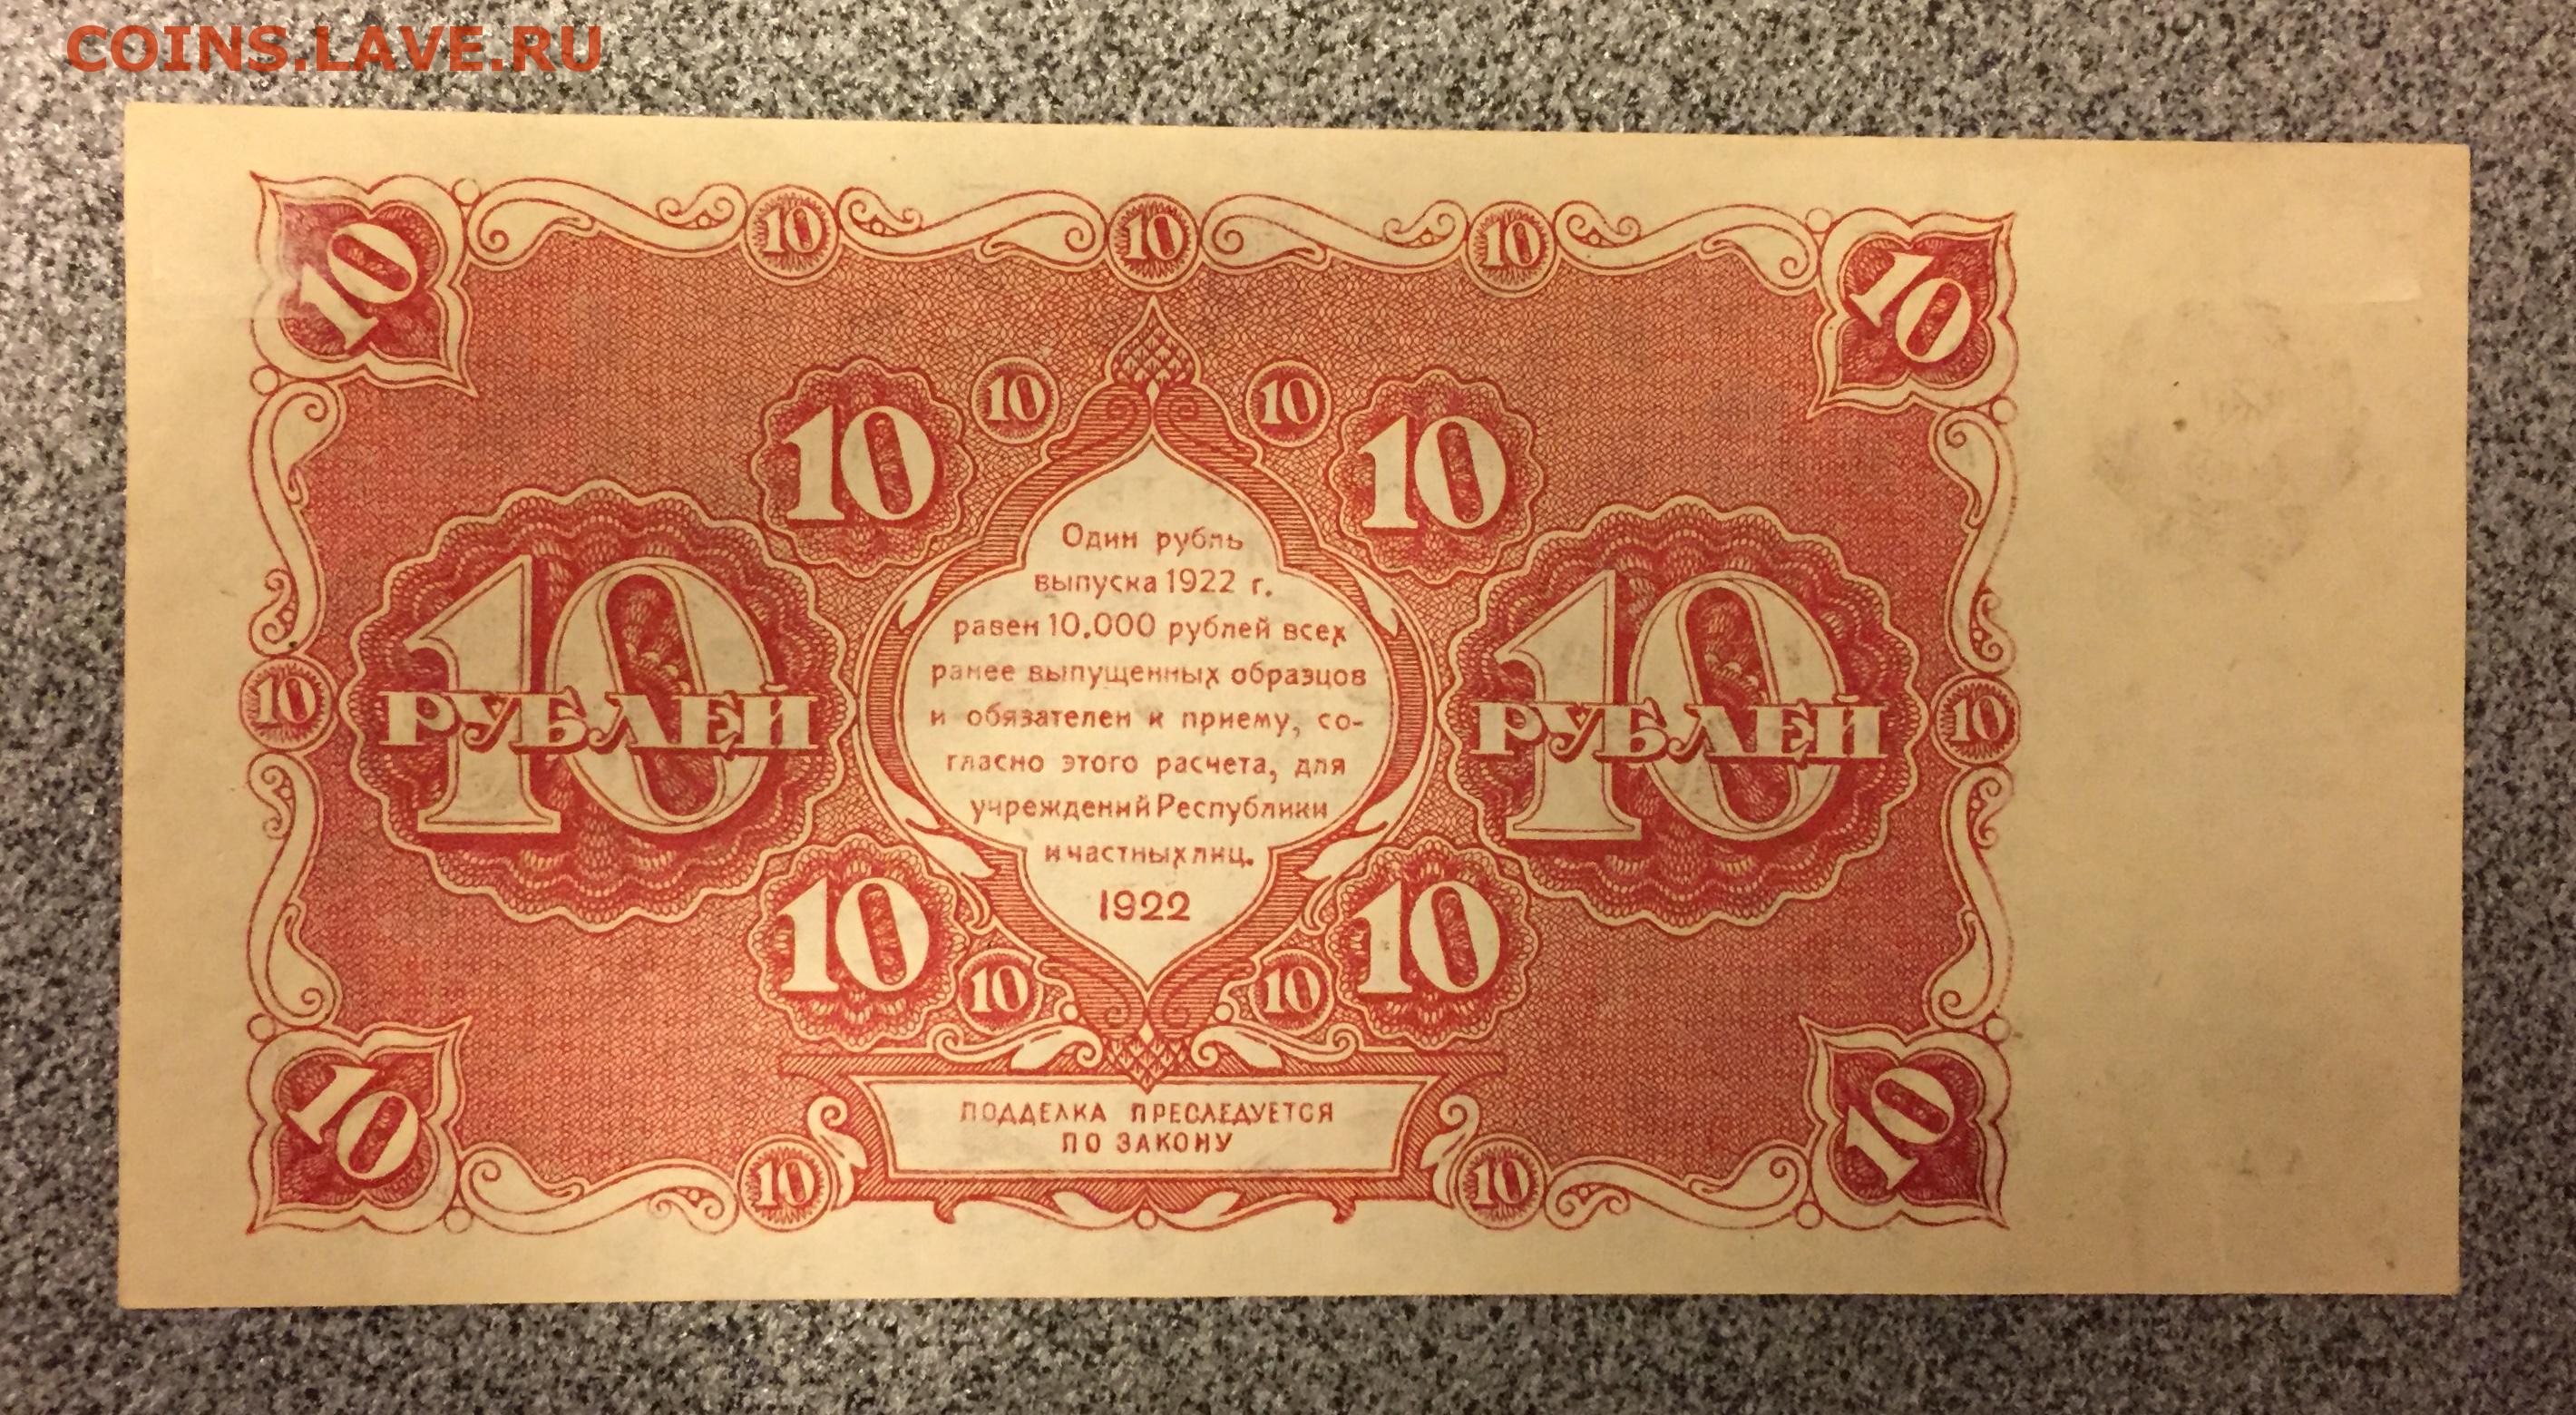 COINS.LAVE.RU
10 10 10 10 10
10 10
10 10
Один рубль
выпуска 1922 г.
равен 10.000 рублей всех
ранее выпущенных образцов
и обязателен к приему, со-
гласно этого расчета, для
учреждений Республики
и частных лиц.
1922
10 10 РУБЛЕЙ 10 РУБЛЕЙ 10
10 10
10 10
ПОДДЕЛКА ПРЕСЛЕДУЕТСЯ
ПО ЗАКОНУ
10 10 10 10